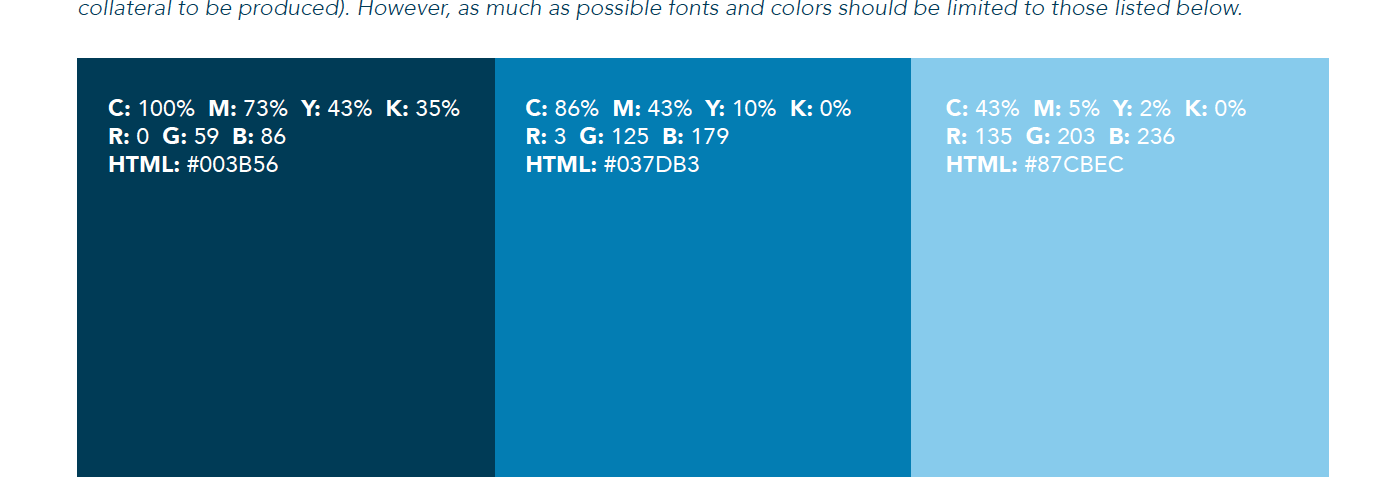 collateral to be produced). However, as much as possible fonts and colors should be limited to those listed below.
C: 100% M: 73% Y: 43% K: 35%
R: 0 G: 59 B: 86
HTML: #003B56
C: 86% M: 43% Y: 10% K: 0%
R: 3 G: 125 B: 179
HTML: #037DB3
C: 43% M: 5% Y: 2% K: 0%
R: 135 G: 203 B: 236
HTML: #87CBEC